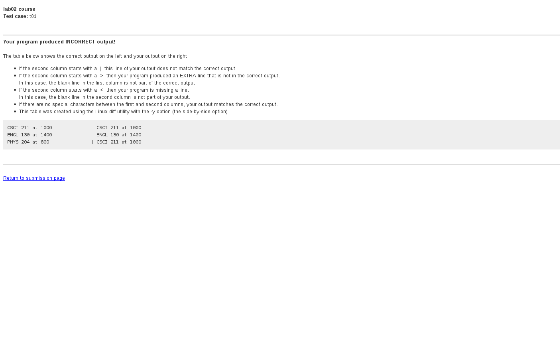 lab02 course
Test case: t01
Your program produced INCORRECT output!
The table below shows the correct output on the left and your output on the right
If the second column starts with a | this line of your output does not match the correct output
If the second column starts with a > then your program produced an EXTRA line that is not in the correct output
In this case, the blank line in the first column is not part of the correct output.
If the second column starts with a < then your program is missing a line.
In this case, the blank line in the second column is not part of your output.
If there are no special characters between the first and second columns, your output matches the correct output
This table was created using the Linux diff utility with the -y option (the side by side option)
CSCI 211 at 1000 CSCI 211 at 1000
ENGL 130 at 1400 ENGL 130 at 1400
PHYS 204 at 800 | CSCI 211 at 1000
Return to submission page